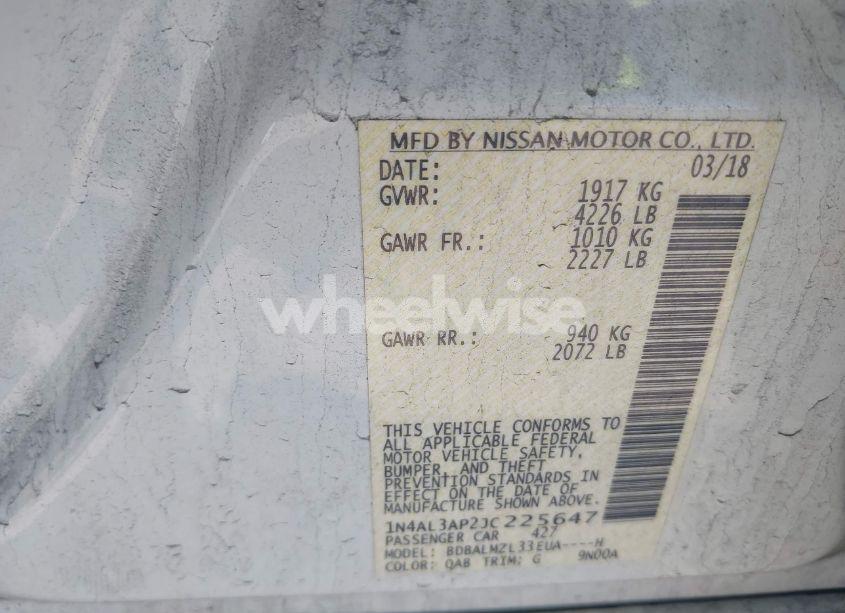 MFD BY NISSAN MOTOR CO., LTD.
DATE: 03/18
GVWR: 1917 KG
4226 LB
GAWR FR.: 1010 KG
2227 LB
wheelwise
GAWR RR.: 940 KG
2072 LB
THIS VEHICLE CONFORMS TO
ALL APPLICABLE FEDERAL
MOTOR VEHICLE SAFETY,
BUMPER, AND THEFT
PREVENTION STANDARDS IN
EFFECT ON THE DATE OF
MANUFACTURE SHOWN ABOVE.
1N4AL3AP2JC225647
PASSENGER CAR 427
MODEL: BDBALMZL33EUA----H
COLOR: QAB TRIM: G 9N00A